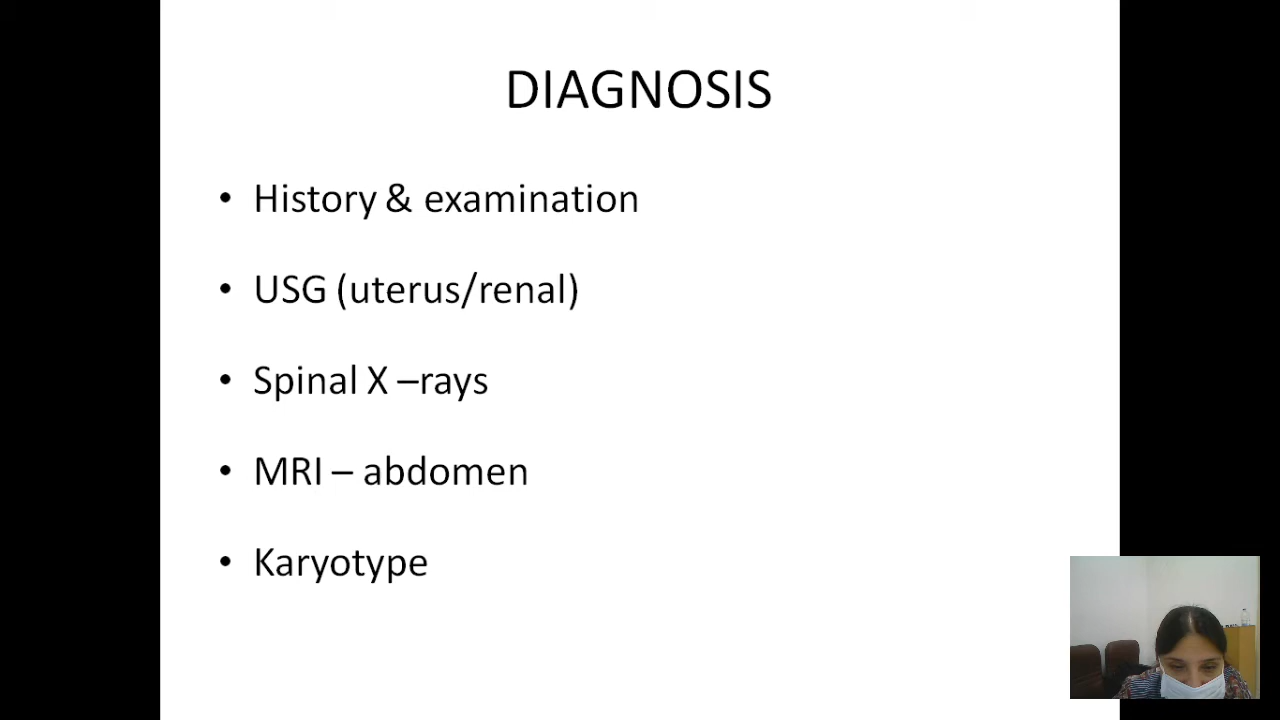 DIAGNOSIS
• History & examination
• USG (uterus/renal)
• Spinal X –rays
• MRI – abdomen
• Karyotype